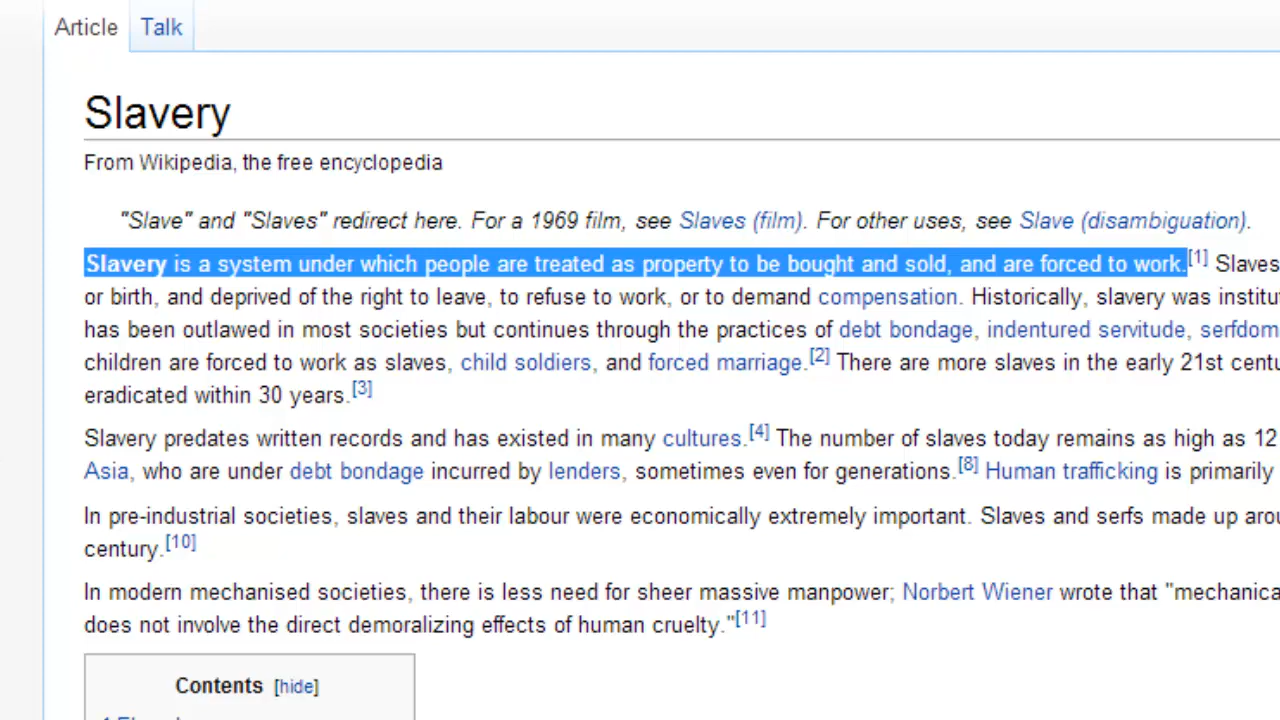 Article Talk
Slavery
From Wikipedia, the free encyclopedia
"Slave" and "Slaves" redirect here. For a 1969 film, see Slaves (film). For other uses, see Slave (disambiguation).
Slavery is a system under which people are treated as property to be bought and sold, and are forced to work.[1] Slaves
or birth, and deprived of the right to leave, to refuse to work, or to demand compensation. Historically, slavery was institu
has been outlawed in most societies but continues through the practices of debt bondage, indentured servitude, serfdom
children are forced to work as slaves, child soldiers, and forced marriage.[2] There are more slaves in the early 21st centu
eradicated within 30 years.[3]
Slavery predates written records and has existed in many cultures.[4] The number of slaves today remains as high as 12
Asia, who are under debt bondage incurred by lenders, sometimes even for generations.[8] Human trafficking is primarily
In pre-industrial societies, slaves and their labour were economically extremely important. Slaves and serfs made up arou
century.[10]
In modern mechanised societies, there is less need for sheer massive manpower; Norbert Wiener wrote that "mechanica
does not involve the direct demoralizing effects of human cruelty."[11]
Contents [hide]